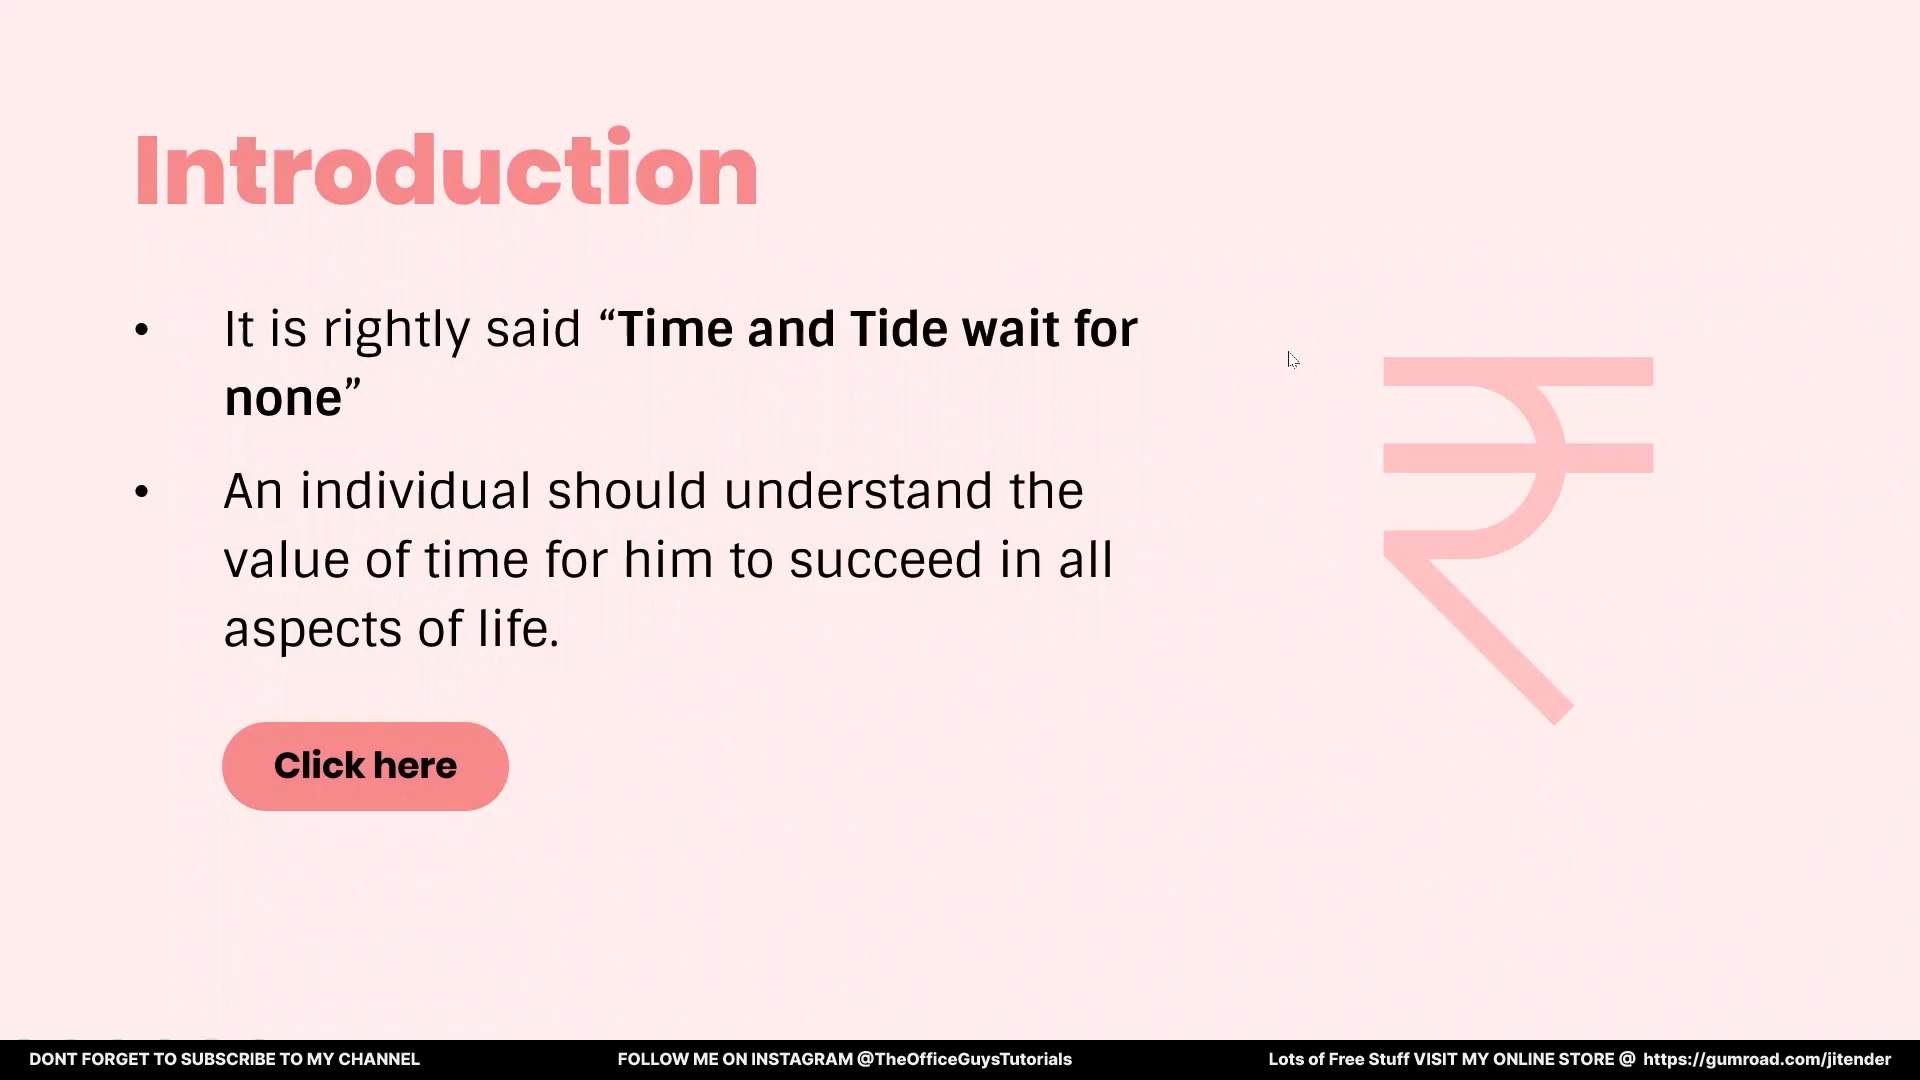 Introduction
• It is rightly said “Time and Tide wait for
none”
• An individual should understand the
value of time for him to succeed in all
aspects of life.
₹
Click here
DONT FORGET TO SUBSCRIBE TO MY CHANNEL
FOLLOW ME ON INSTAGRAM @TheOfficeGuysTutorials
Lots of Free Stuff VISIT MY ONLINE STORE @ https://gumroad.com/jitender